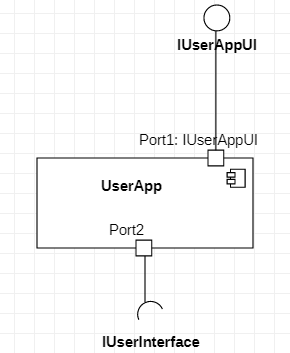 IUserAppUI
Port1: IUserAppUI
UserApp
Port2
IUserInterface